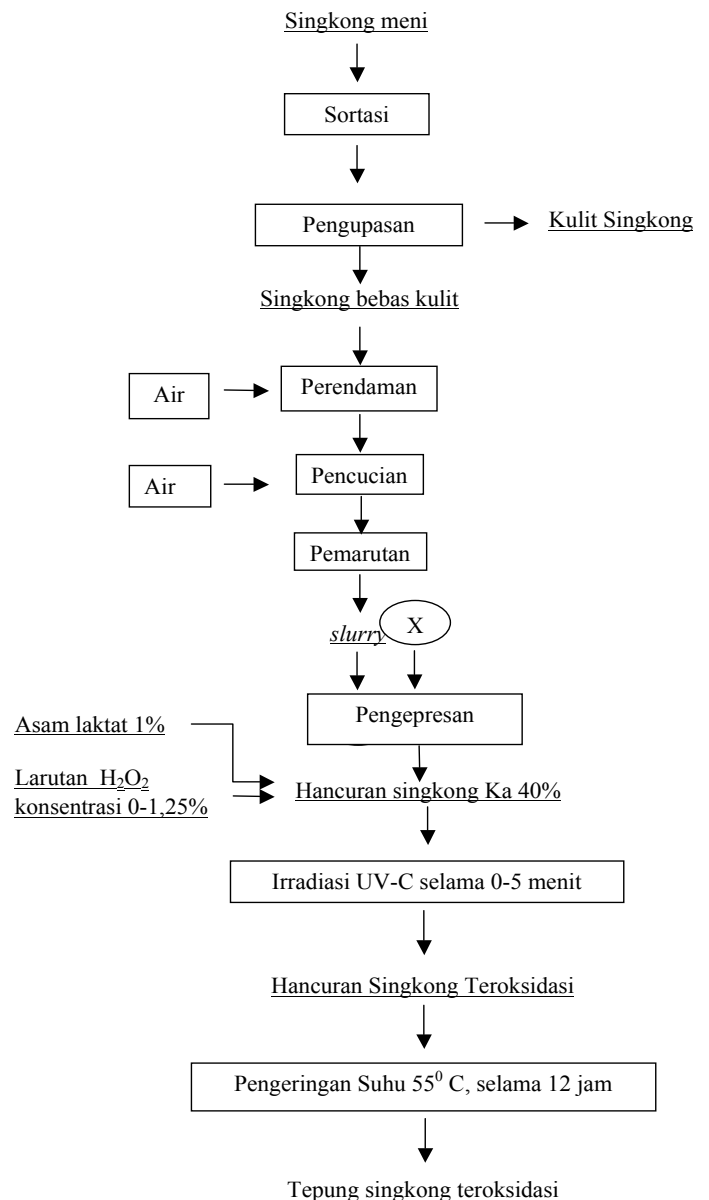 Singkong meni
Sortasi
Pengupasan
Kulit Singkong
Singkong bebas kulit
Air
Perendaman
Air
Pencucian
Pemarutan
slurry
X
Pengepresan
Asam laktat 1%
Larutan H₂O₂
konsentrasi 0-1,25%
Hancuran singkong Ka 40%
Irradiasi UV-C selama 0-5 menit
Hancuran Singkong Teroksidasi
Pengeringan Suhu 55⁰ C, selama 12 jam
Tepung singkong teroksidasi